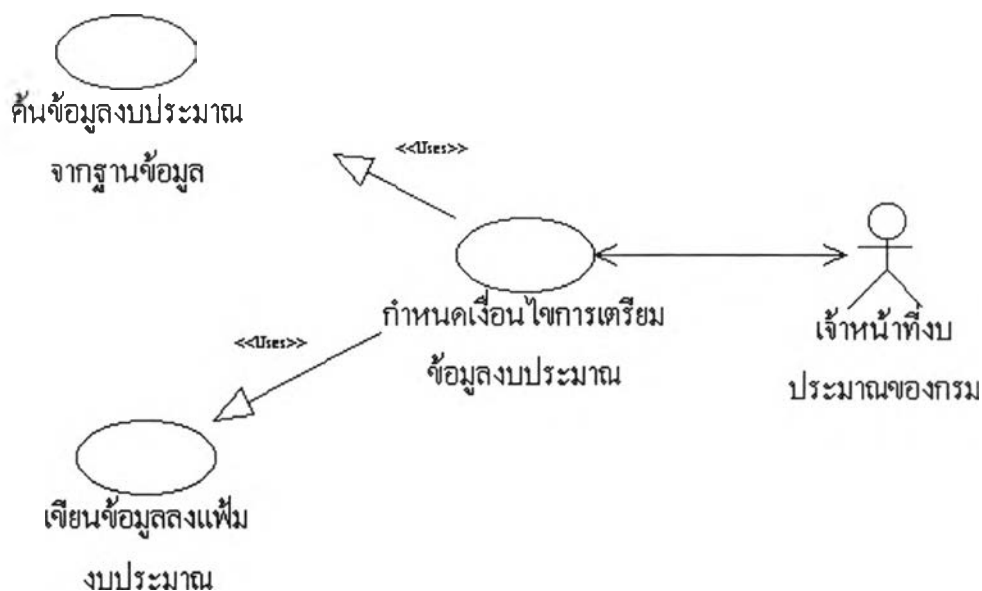 ค้นข้อมูลงบประมาณ
จากฐานข้อมูล
<<Uses>>
กำหนดเงื่อนไขการเตรียม
ข้อมูลงบประมาณ
เจ้าหน้าที่งบ
ประมาณของกรม
<<Uses>>
เขียนข้อมูลลงแฟ้ม
งบประมาณ